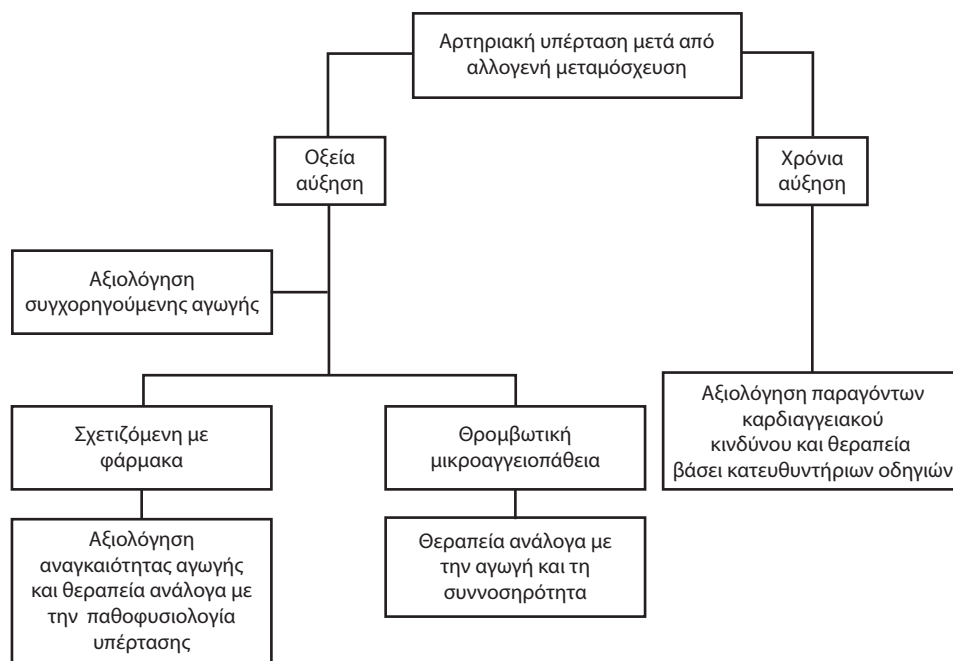 Αρτηριακή υπέρταση μετά από
αλλογενή μεταμόσχευση
Οξεία
αύξηση
Χρόνια
αύξηση
Αξιολόγηση
συγχορηγούμενης αγωγής
Σχετιζόμενη με
φάρμακα
Θρομβωτική
μικροαγγειοπάθεια
Αξιολόγηση παραγόντων
καρδιαγγειακού
κινδύνου και θεραπεία
βάσει κατευθυντήριων οδηγιών
Αξιολόγηση
αναγκαιότητας αγωγής
και θεραπεία ανάλογα με
την παθοφυσιολογία
υπέρτασης
Θεραπεία ανάλογα με
την αγωγή και τη
συννοσηρότητα